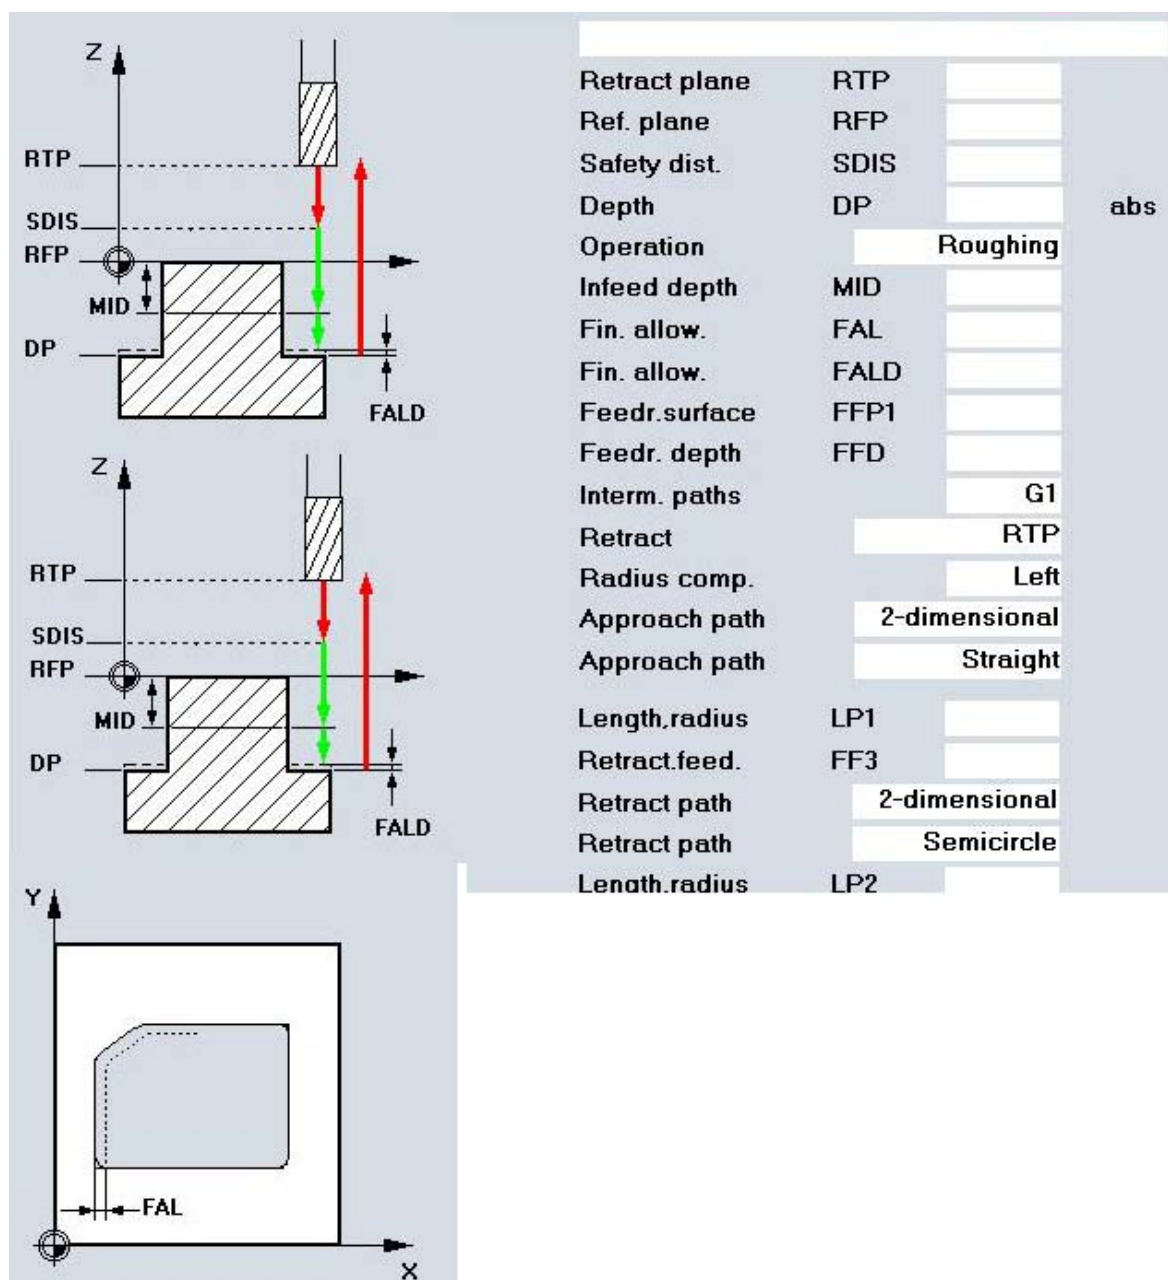 Z
RTP
SDIS
RFP
MID
DP
FALD
Z
RTP
SDIS
RFP
MID
DP
FALD
Y
FAL
X
Retract plane RTP
Ref. plane RFP
Safety dist. SDIS
Depth DP abs
Operation Roughing
Infeed depth MID
Fin. allow. FAL
Fin. allow. FALD
Feedr.surface FFP1
Feedr. depth FFD
Interm. paths G1
Retract RTP
Radius comp. Left
Approach path 2-dimensional
Approach path Straight
Length,radius LP1
Retract.feed. FF3
Retract path 2-dimensional
Retract path Semicircle
Length.radius LP2